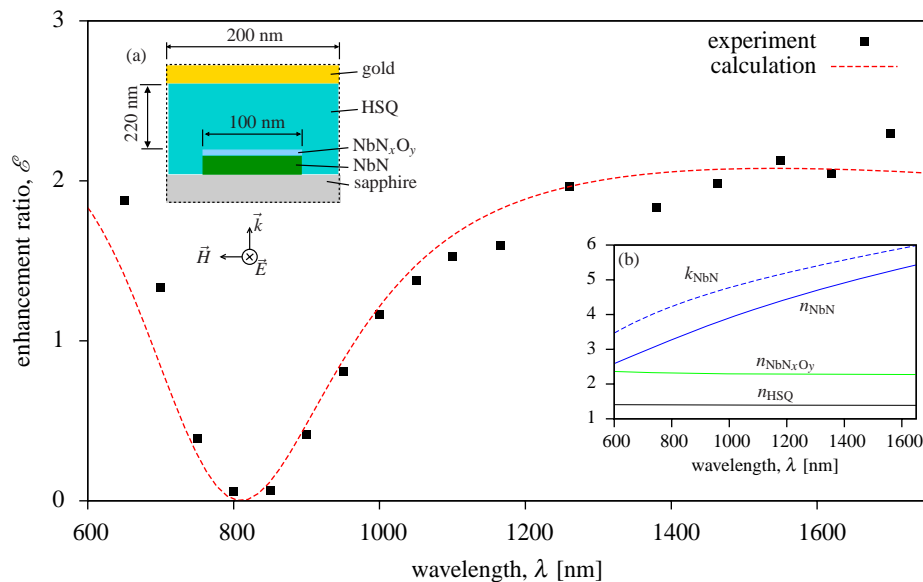 3
2
1
0
enhancement ratio, ℰ
600
800
1000
1200
1400
1600
wavelength, λ [nm]
experiment
calculation
(a)
200 nm
gold
220 nm
HSQ
100 nm
NbNxOy
NbN
sapphire
k⃗
H⃗
E⃗
(b)
6
5
4
3
2
1
kNbN
nNbN
nNbNxOy
nHSQ
600
800
1000
1200
1400
1600
wavelength, λ [nm]